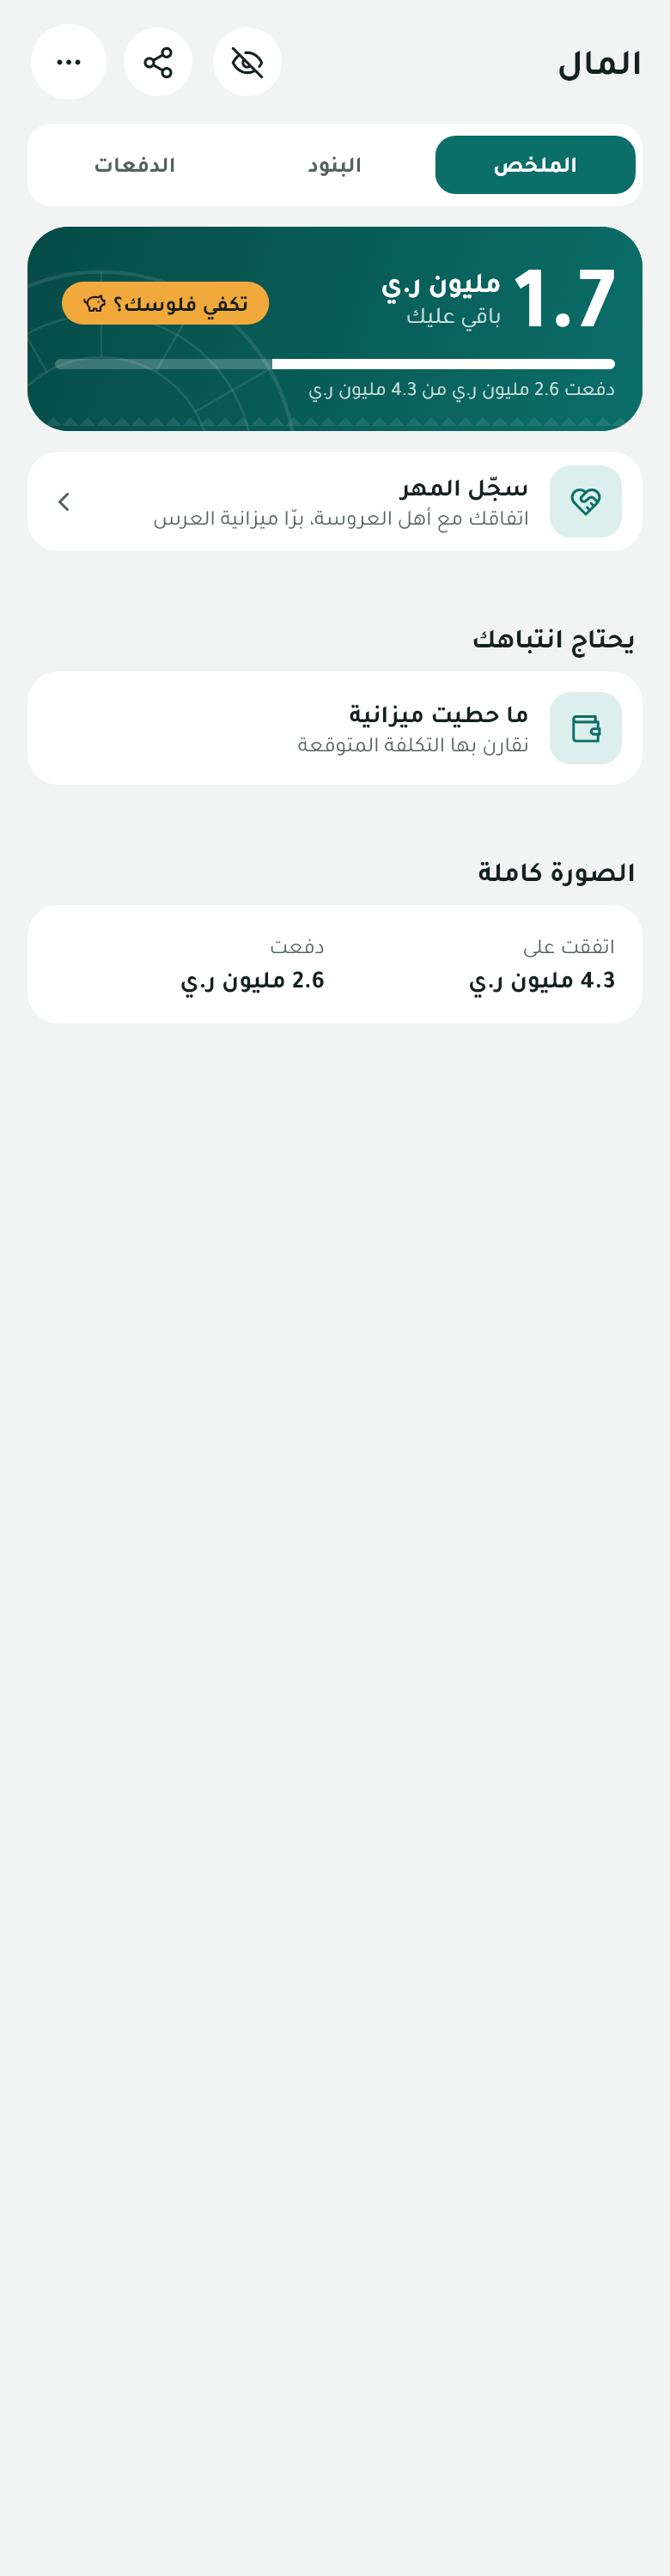 المال
الملخص
البنود
الدفعات
1.7 مليون ر.ي
باقي عليك
تكفي فلوسك؟
دفعت 2.6 مليون ر.ي من 4.3 مليون ر.ي
سجّل المهر
اتفاقك مع أهل العروسة، برّا ميزانية العرس
يحتاج انتباهك
ما حطيت ميزانية
نقارن بها التكلفة المتوقعة
الصورة كاملة
اتفقت على
4.3 مليون ر.ي
دفعت
2.6 مليون ر.ي